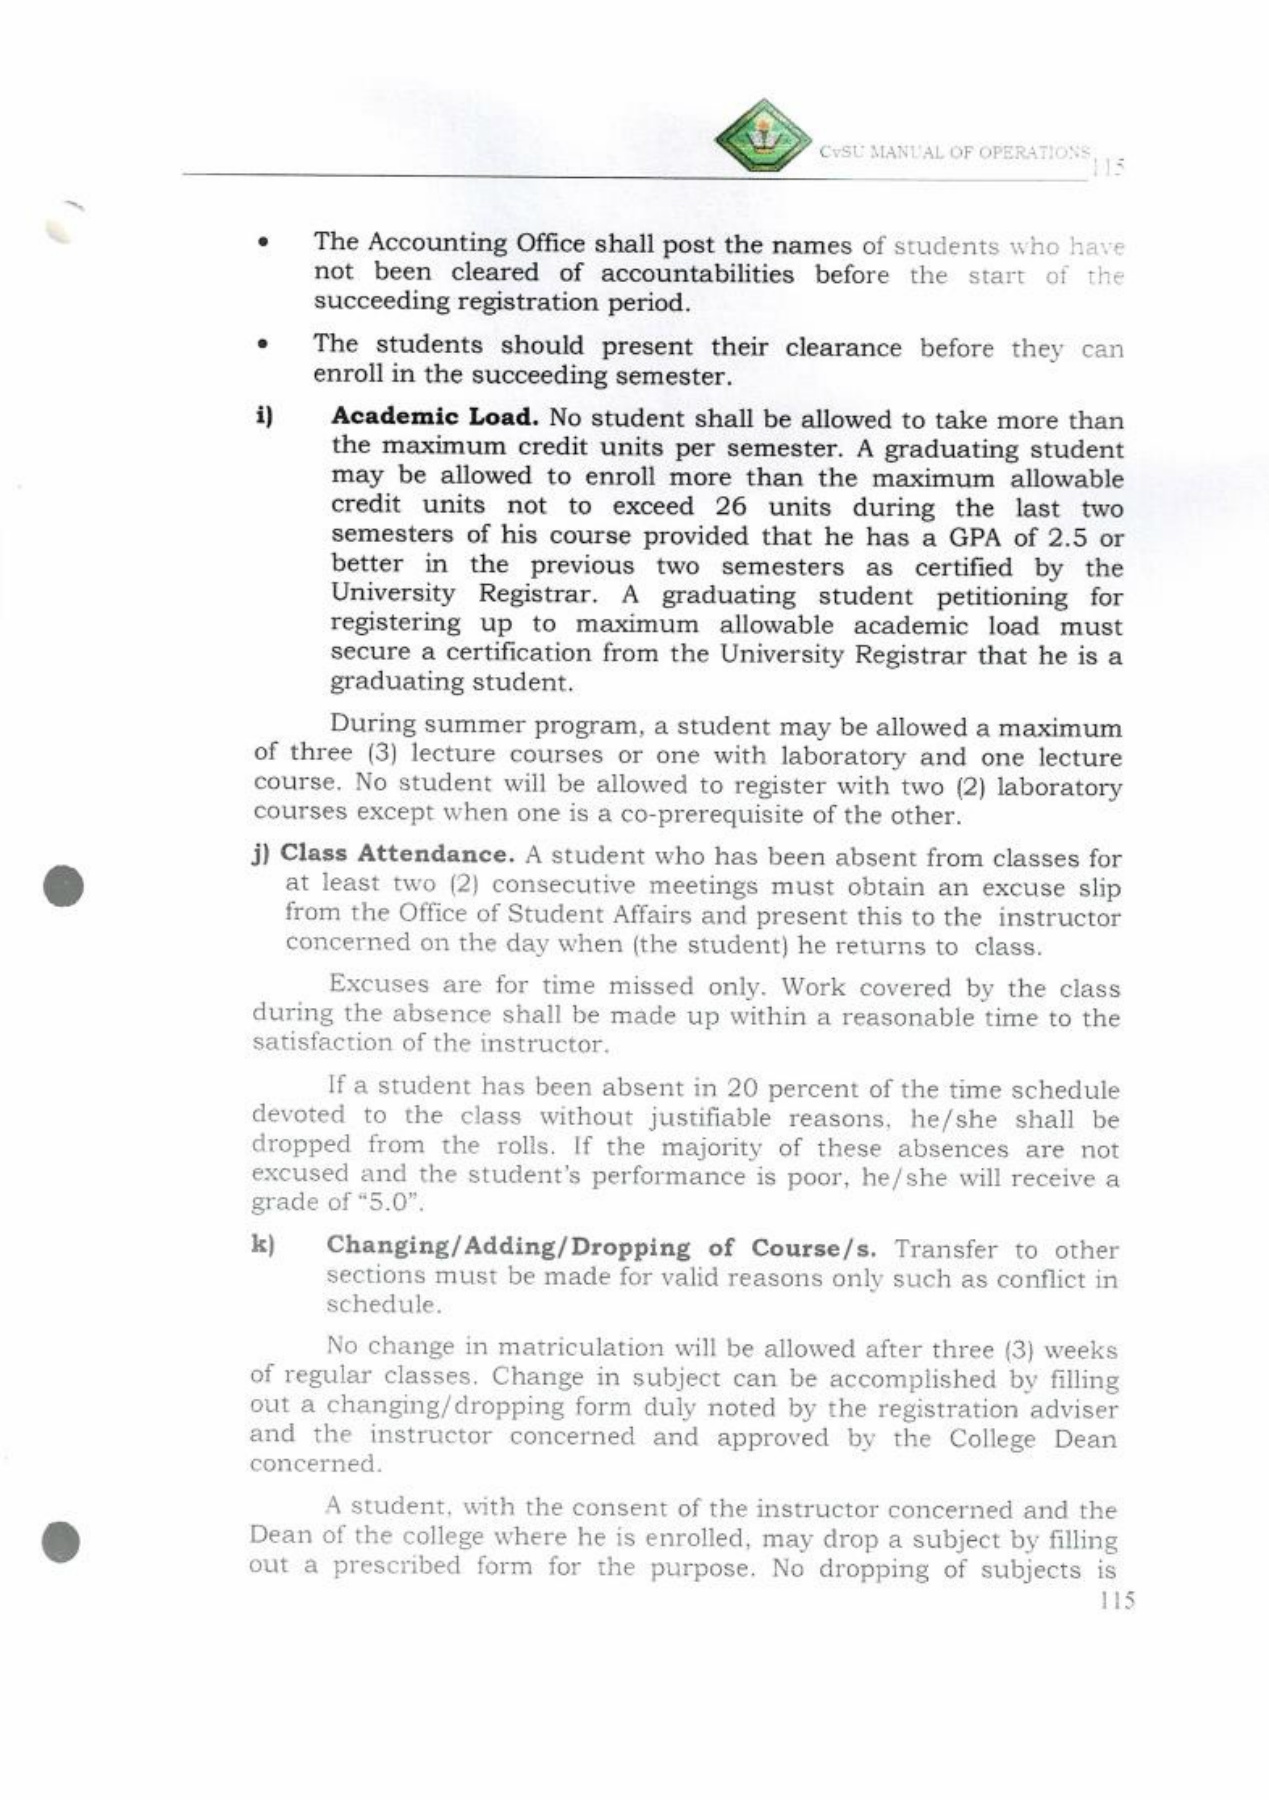 CvSU MANUAL OF OPERATIONS
115
• The Accounting Office shall post the names of students who have
not been cleared of accountabilities before the start of the
succeeding registration period.
• The students should present their clearance before they can
enroll in the succeeding semester.
i) Academic Load. No student shall be allowed to take more than
the maximum credit units per semester. A graduating student
may be allowed to enroll more than the maximum allowable
credit units not to exceed 26 units during the last two
semesters of his course provided that he has a GPA of 2.5 or
better in the previous two semesters as certified by the
University Registrar. A graduating student petitioning for
registering up to maximum allowable academic load must
secure a certification from the University Registrar that he is a
graduating student.
During summer program, a student may be allowed a maximum
of three (3) lecture courses or one with laboratory and one lecture
course. No student will be allowed to register with two (2) laboratory
courses except when one is a co-prerequisite of the other.
j) Class Attendance. A student who has been absent from classes for
at least two (2) consecutive meetings must obtain an excuse slip
from the Office of Student Affairs and present this to the instructor
concerned on the day when (the student) he returns to class.
Excuses are for time missed only. Work covered by the class
during the absence shall be made up within a reasonable time to the
satisfaction of the instructor.
If a student has been absent in 20 percent of the time schedule
devoted to the class without justifiable reasons, he/she shall be
dropped from the rolls. If the majority of these absences are not
excused and the student's performance is poor, he/she will receive a
grade of "5.0".
k) Changing/Adding/Dropping of Course/s. Transfer to other
sections must be made for valid reasons only such as conflict in
schedule.
No change in matriculation will be allowed after three (3) weeks
of regular classes. Change in subject can be accomplished by filling
out a changing/dropping form duly noted by the registration adviser
and the instructor concerned and approved by the College Dean
concerned.
A student, with the consent of the instructor concerned and the
Dean of the college where he is enrolled, may drop a subject by filling
out a prescribed form for the purpose. No dropping of subjects is
115